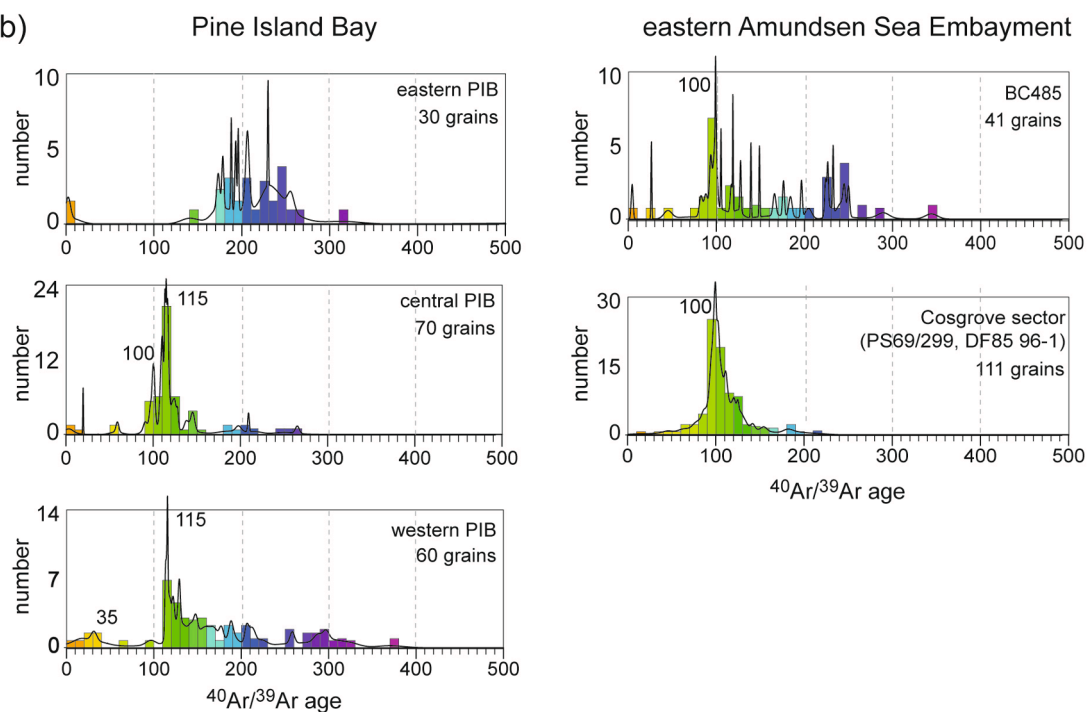 b)
Pine Island Bay
eastern Amundsen Sea Embayment
10
5
0
number
eastern PIB
30 grains
0 100 200 300 400 500
24
12
0
number
115
100
central PIB
70 grains
0 100 200 300 400 500
14
7
0
number
115
35
western PIB
60 grains
0 100 200 300 400 500
40Ar/39Ar age
10
5
0
number
100
BC485
41 grains
0 100 200 300 400 500
30
15
0
number
100
Cosgrove sector
(PS69/299, DF85 96-1)
111 grains
0 100 200 300 400 500
40Ar/39Ar age